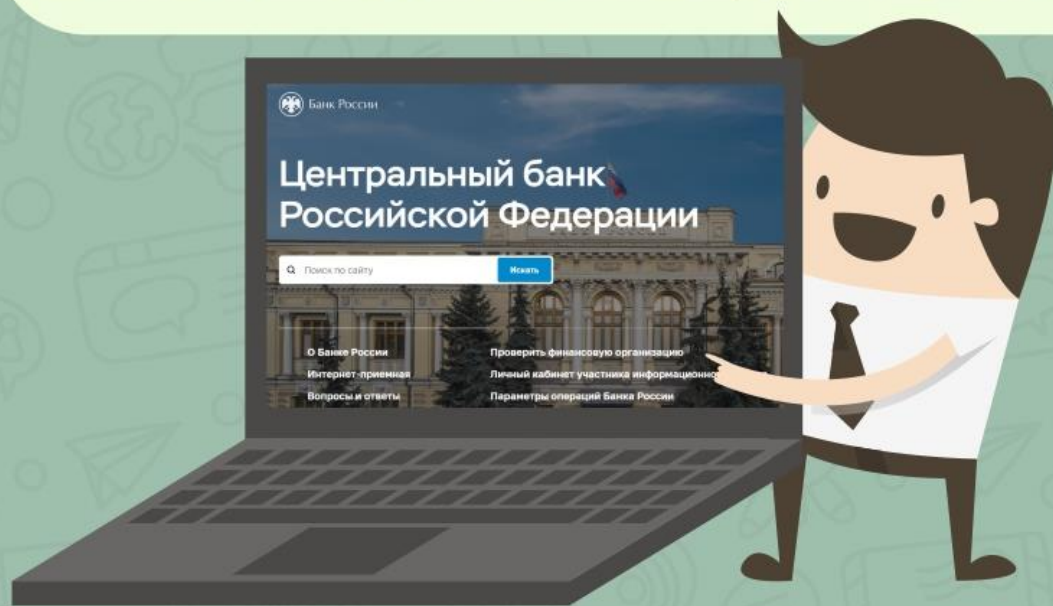 Банк России
Центральный банк
Российской Федерации
Поиск по сайту
Искать
О Банке России
Проверить финансовую организацию
Интернет-приемная
Личный кабинет участника
Вопросы и ответы
Параметры операций Банка России